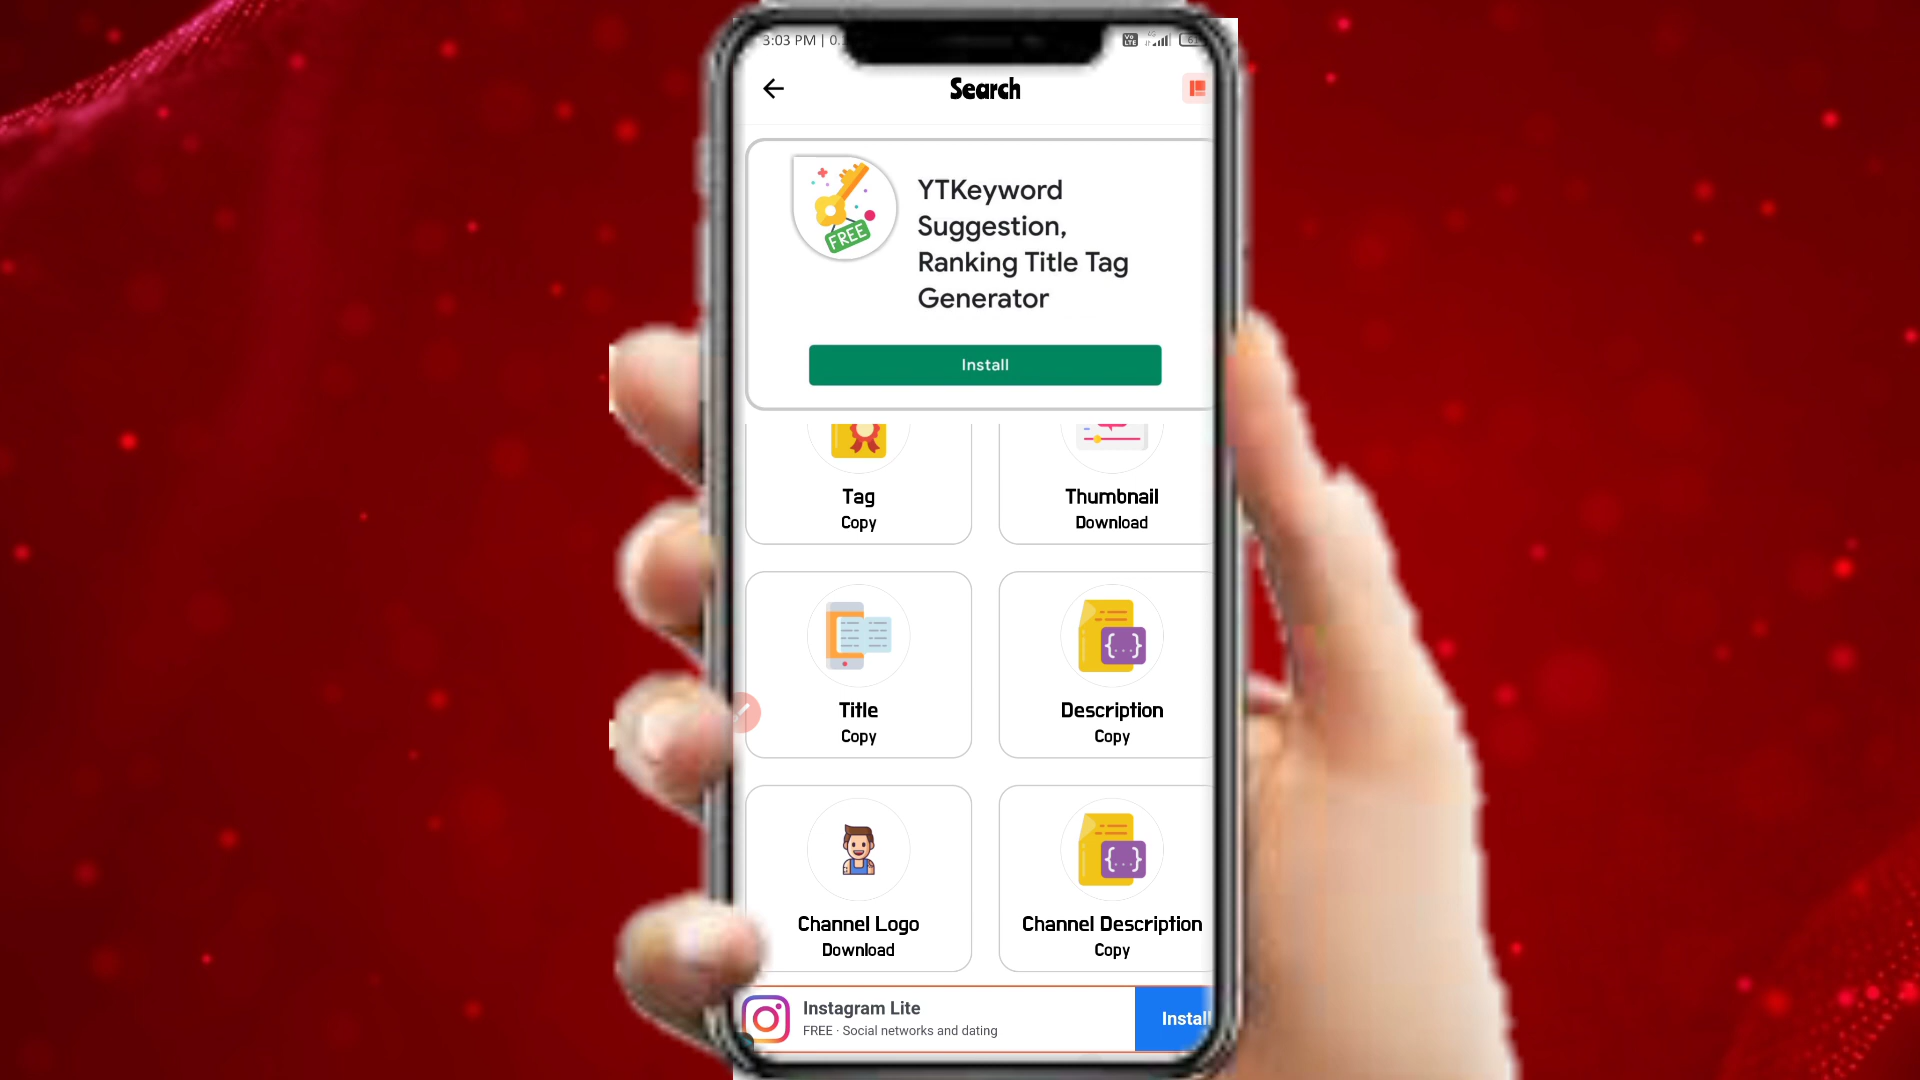 3:03 PM | 0.
Search
YTKeyword
Suggestion,
Ranking Title Tag
Generator
FREE
Install
Tag
Copy
Thumbnail
Download
Title
Copy
Description
Copy
{...}
Channel Logo
Download
Channel Description
Copy
{...}
Instagram Lite
FREE · Social networks and dating
Install